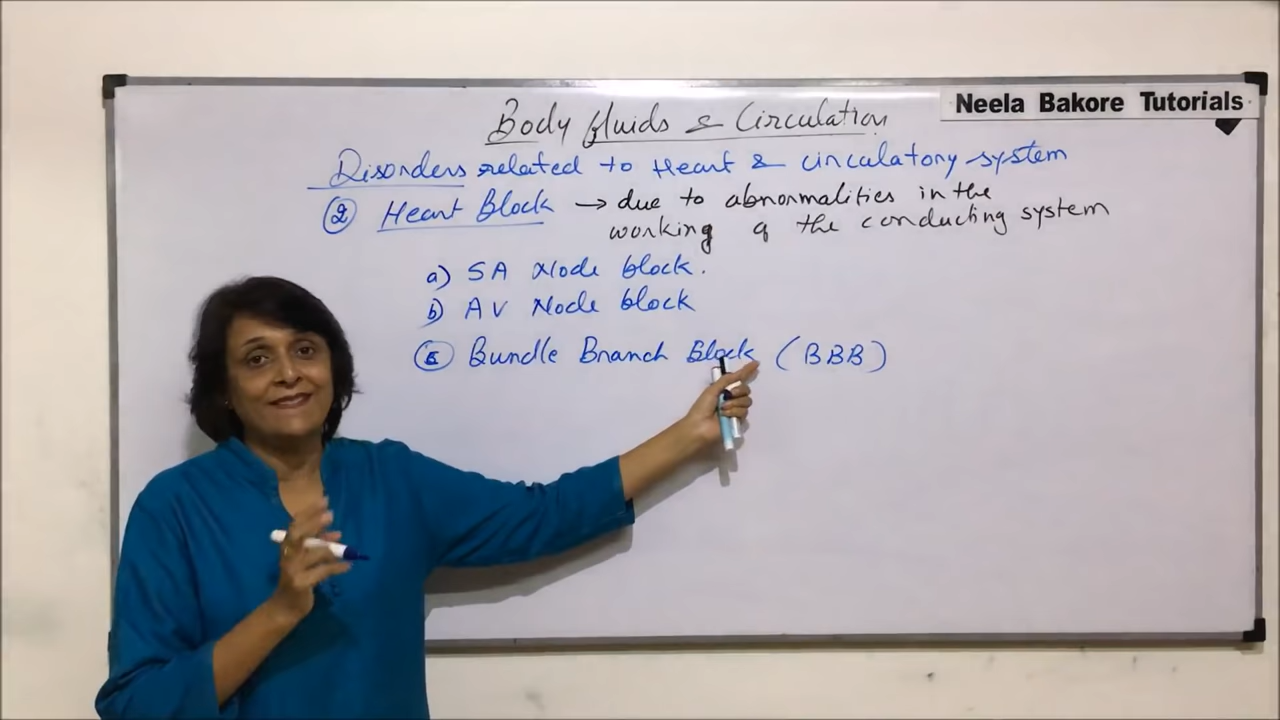 Neela Bakore Tutorials
Body fluids & Circulation
Disorders related to Heart & circulatory system
② Heart Block → due to abnormalities in the
working of the conducting system
a) SA Node block.
b) AV Node block
ⓒ Bundle Branch Block (BBB)